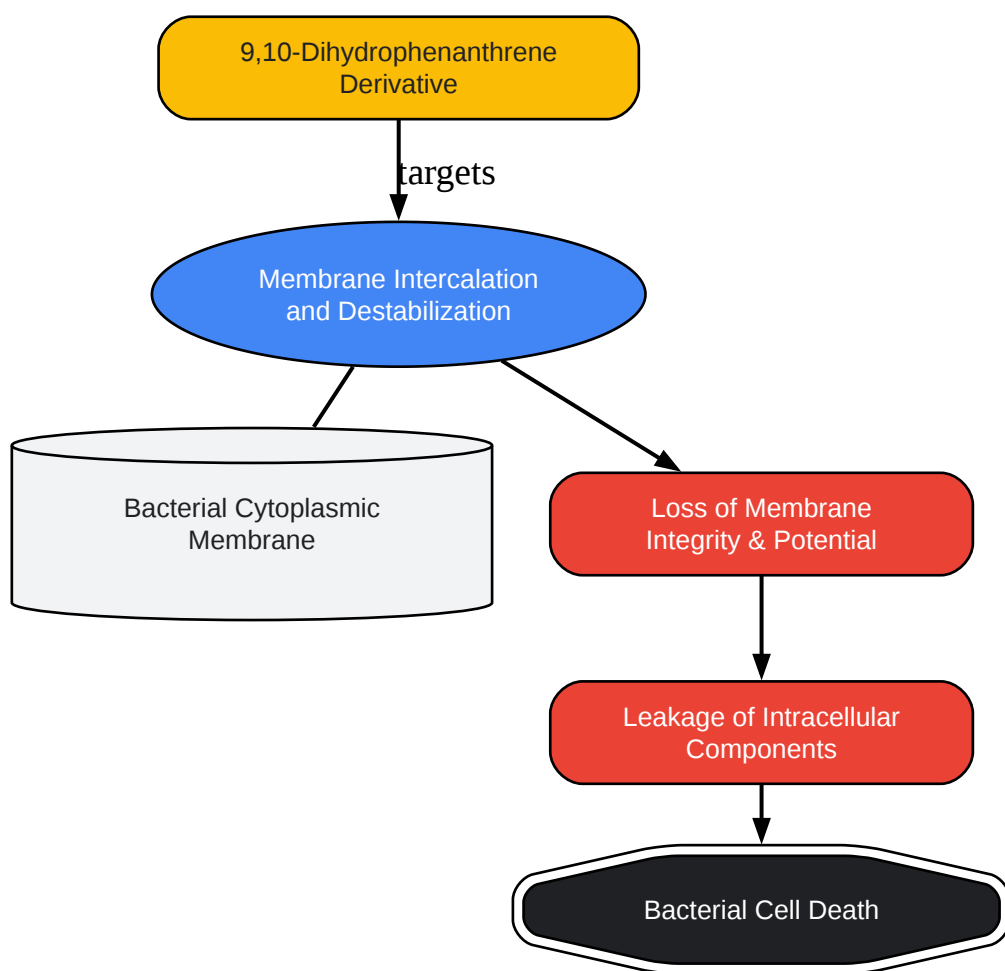 9,10-Dihydrophenanthrene
Derivative
targets
Membrane Intercalation
and Destabilization
Bacterial Cytoplasmic
Membrane
Loss of Membrane
Integrity & Potential
Leakage of Intracellular
Components
Bacterial Cell Death